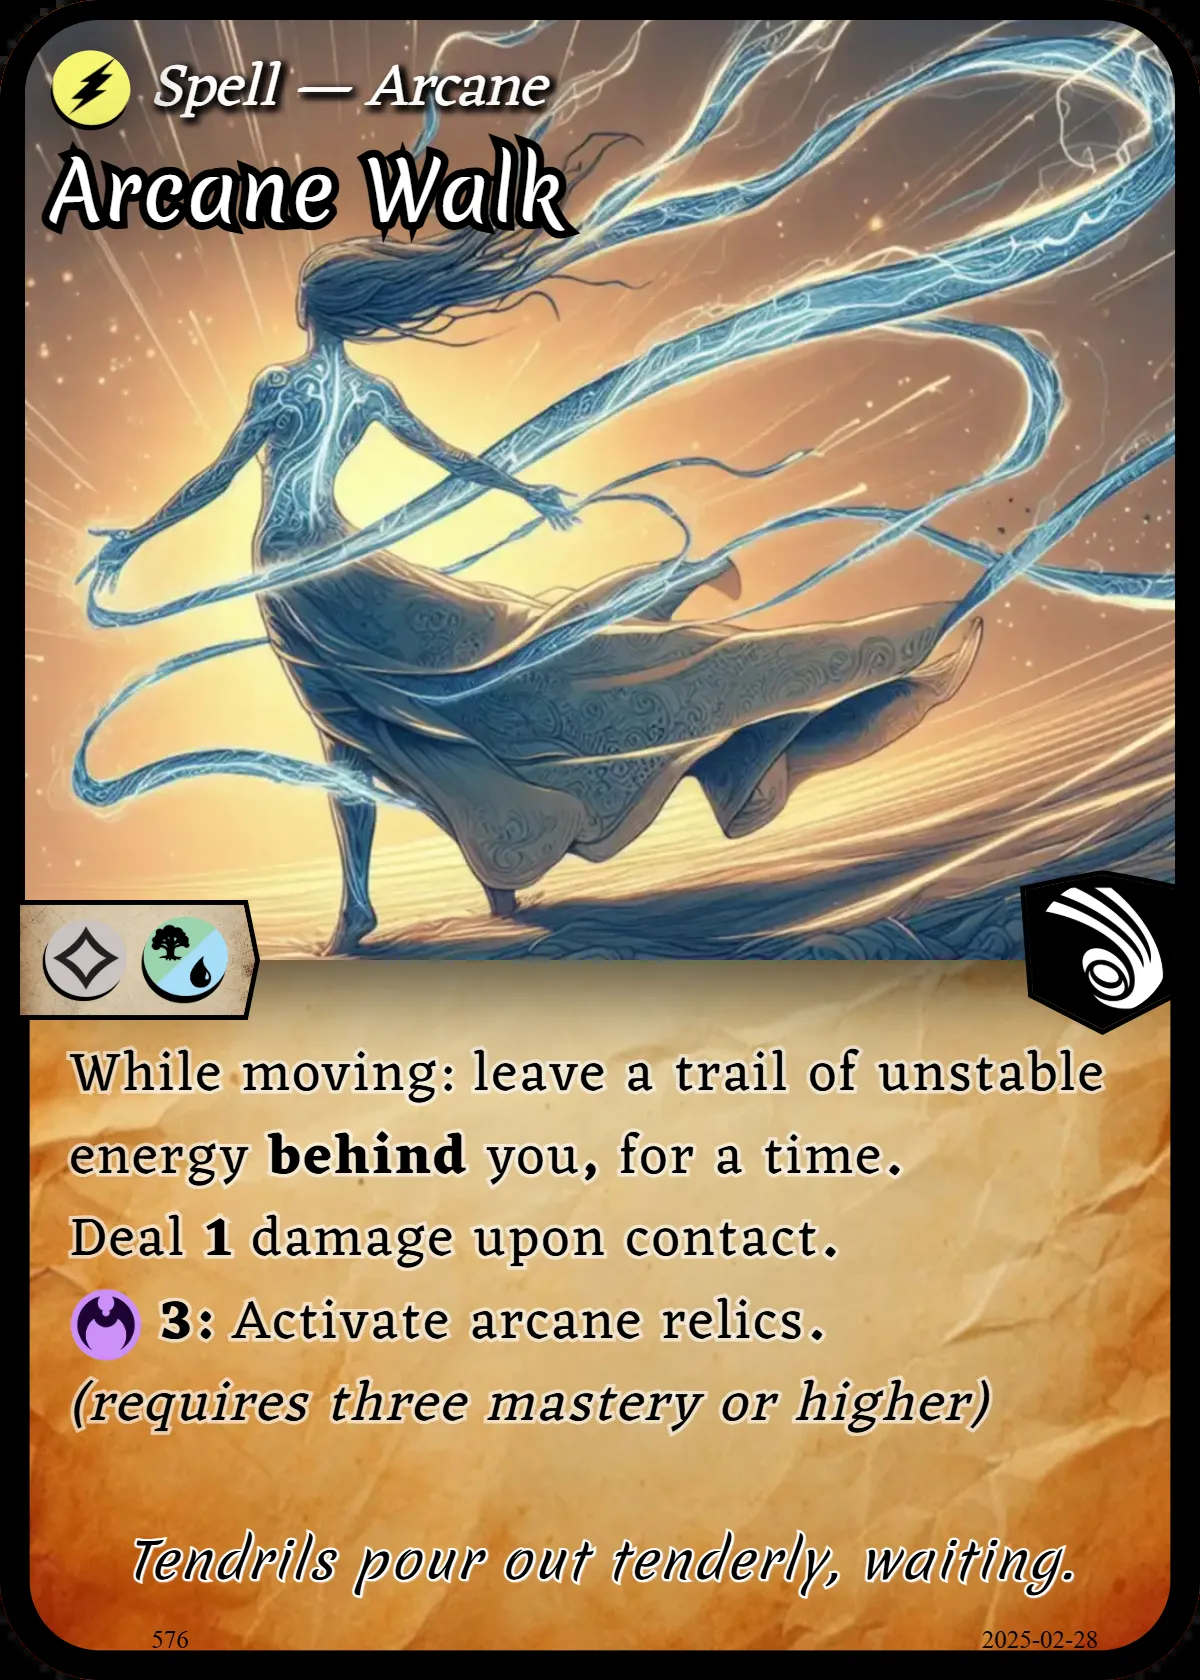 Spell — Arcane
Arcane Walk
While moving: leave a trail of unstable
energy behind you, for a time.
Deal 1 damage upon contact.
3: Activate arcane relics.
(requires three mastery or higher)
Tendrils pour out tenderly, waiting.
576
2025-02-28